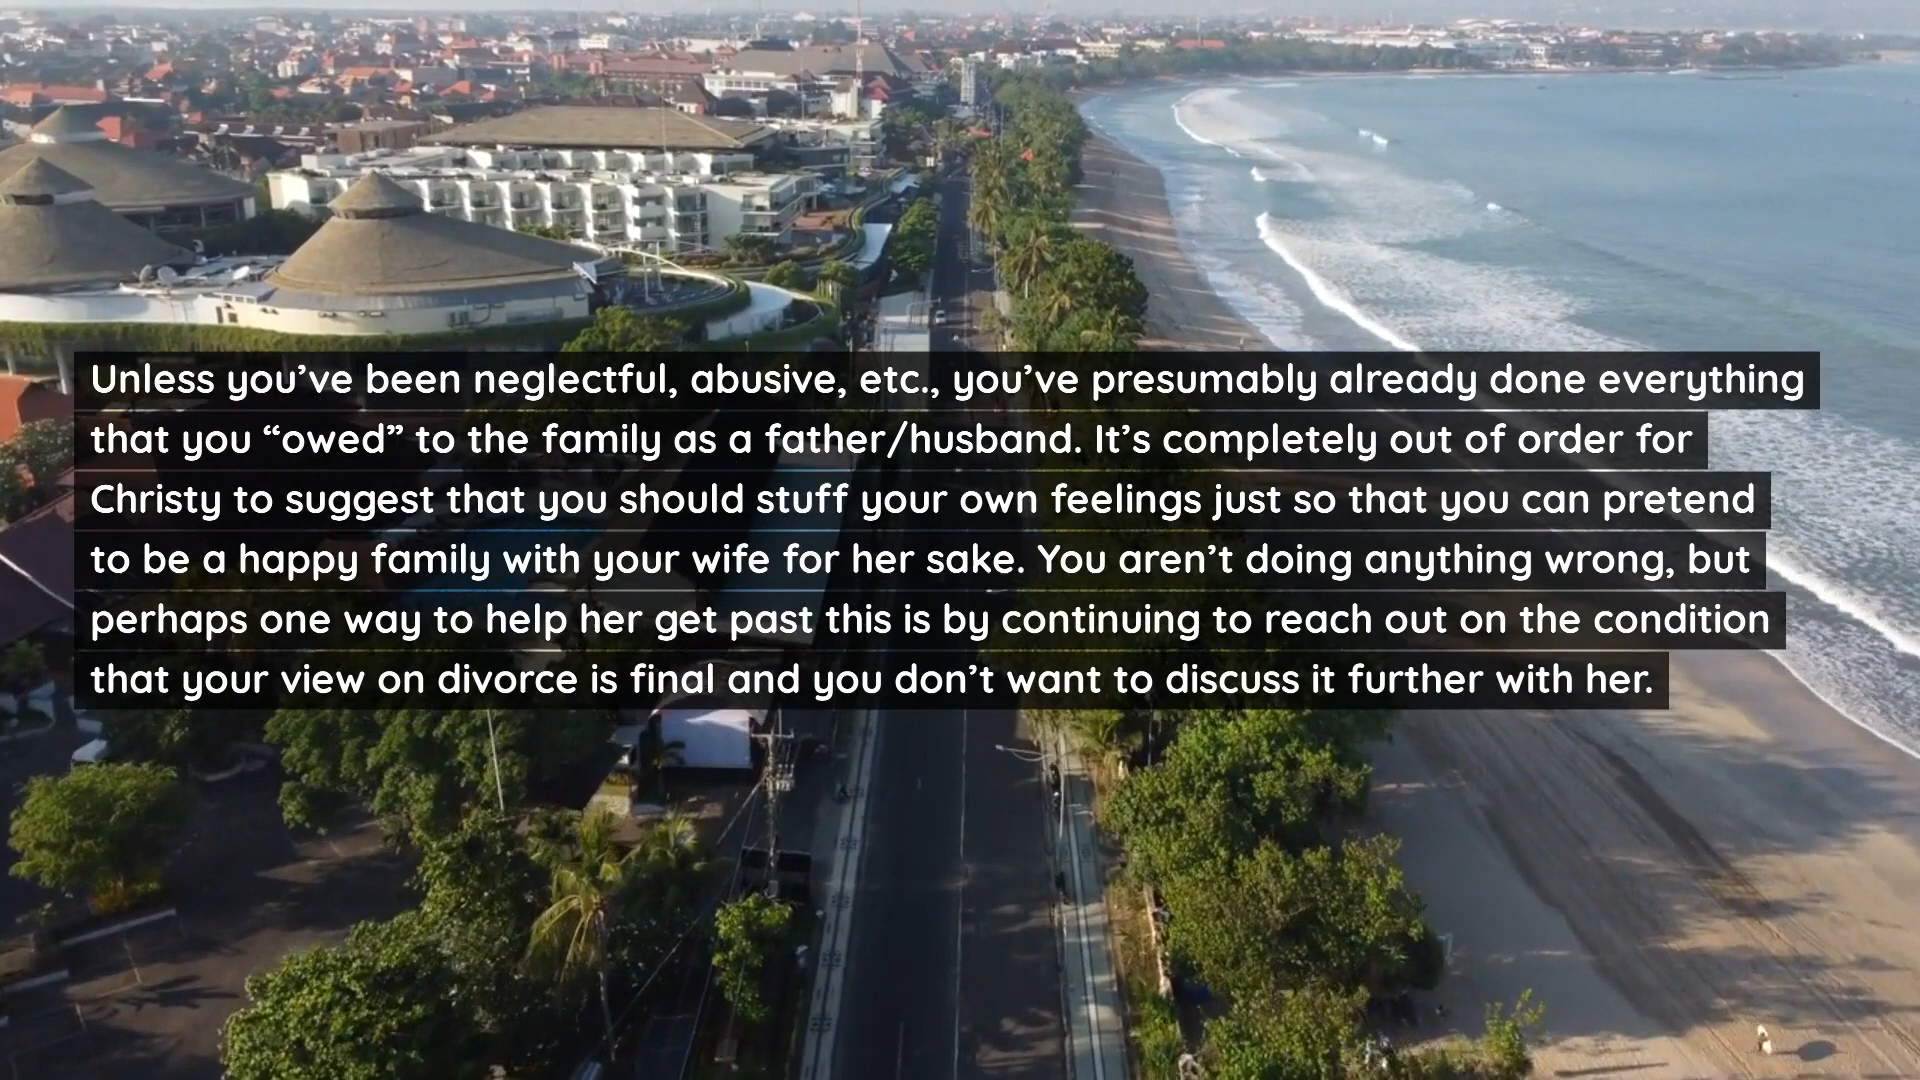 Unless you’ve been neglectful, abusive, etc., you’ve presumably already done everything
that you “owed” to the family as a father/husband. It’s completely out of order for
Christy to suggest that you should stuff your own feelings just so that you can pretend
to be a happy family with your wife for her sake. You aren’t doing anything wrong, but
perhaps one way to help her get past this is by continuing to reach out on the condition
that your view on divorce is final and you don’t want to discuss it further with her.